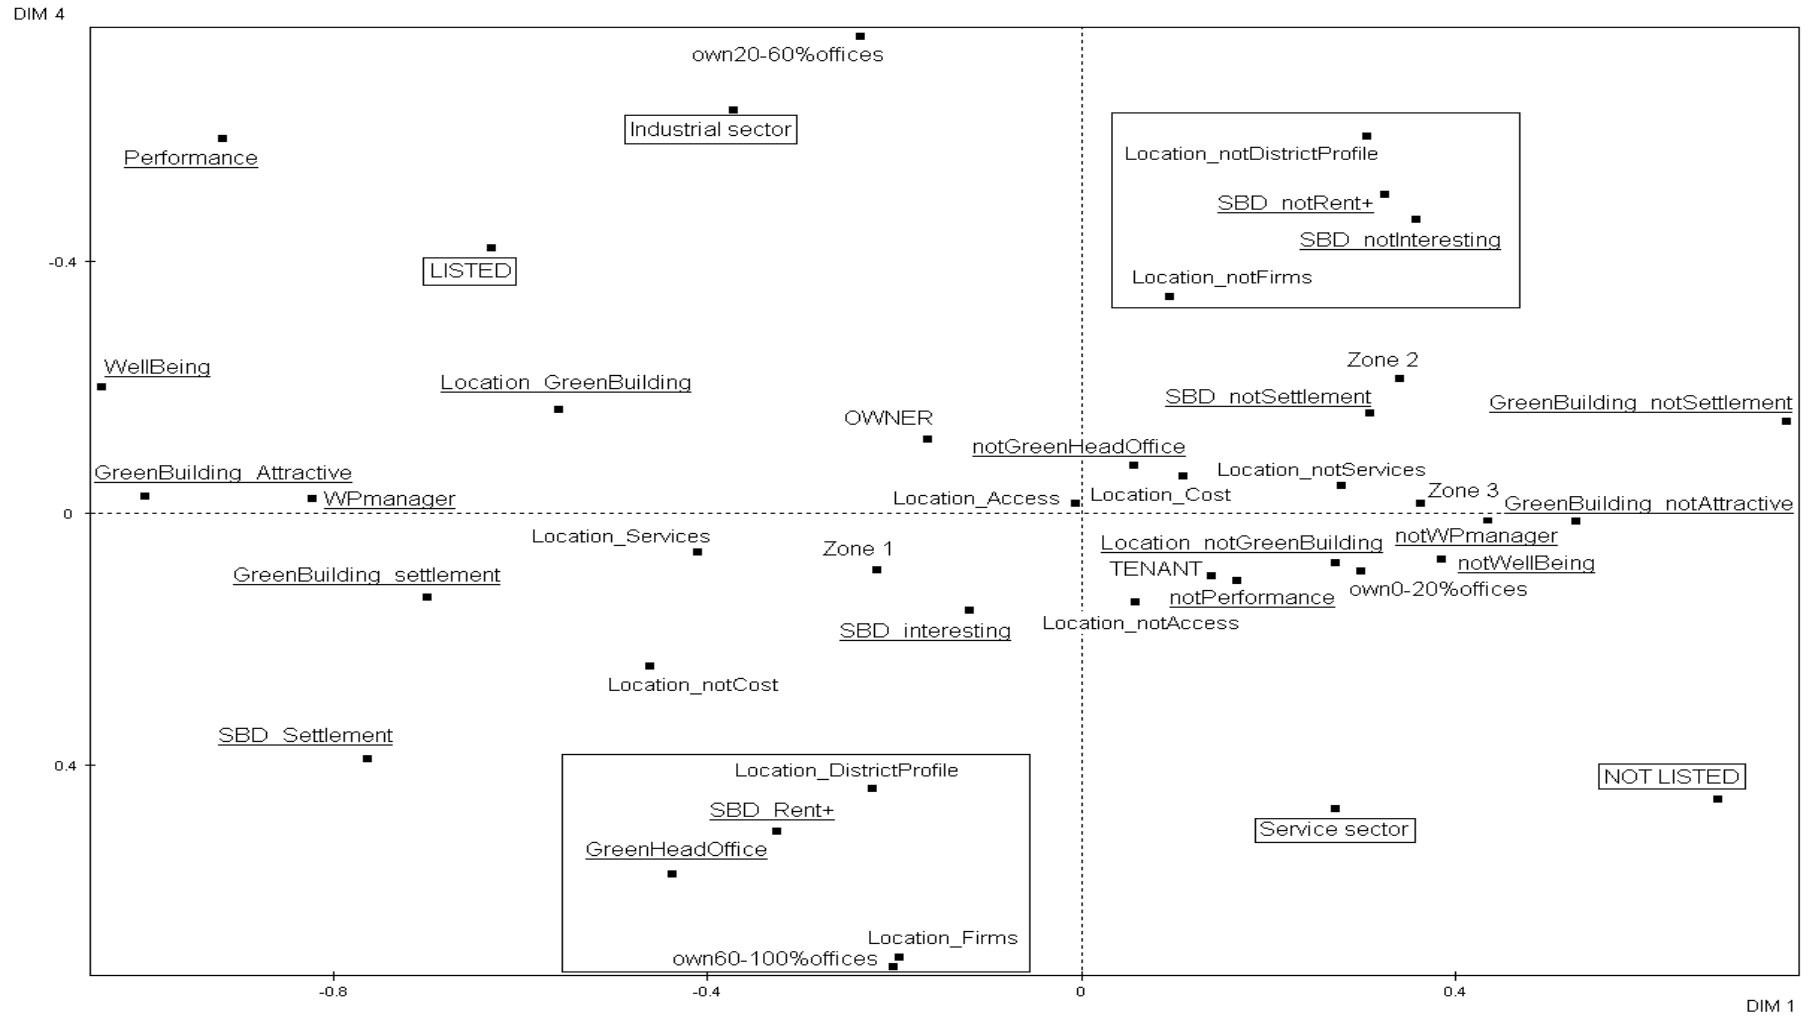 DIM 4
own20-60%offices
Industrial sector
Performance
Location_notDistrictProfile
SBD_notRent+
SBD_notInteresting
-0.4
LISTED
Location_notFirms
WellBeing
Zone 2
Location_GreenBuilding
SBD_notSettlement
GreenBuilding_notSettlement
OWNER
notGreenHeadOffice
GreenBuilding_Attractive
Location_notServices
WPmanager
Location_Access
Location_Cost
Zone 3
GreenBuilding_notAttractive
0
Location_Services
notWPmanager
Zone 1
Location_notGreenBuilding
notWellBeing
GreenBuilding_settlement
TENANT
own0-20%offices
notPerformance
Location_notAccess
SBD_interesting
Location_notCost
SBD_Settlement
0.4
Location_DistrictProfile
NOT LISTED
SBD_Rent+
Service sector
GreenHeadOffice
Location_Firms
own60-100%offices
-0.8
-0.4
0
0.4
DIM 1